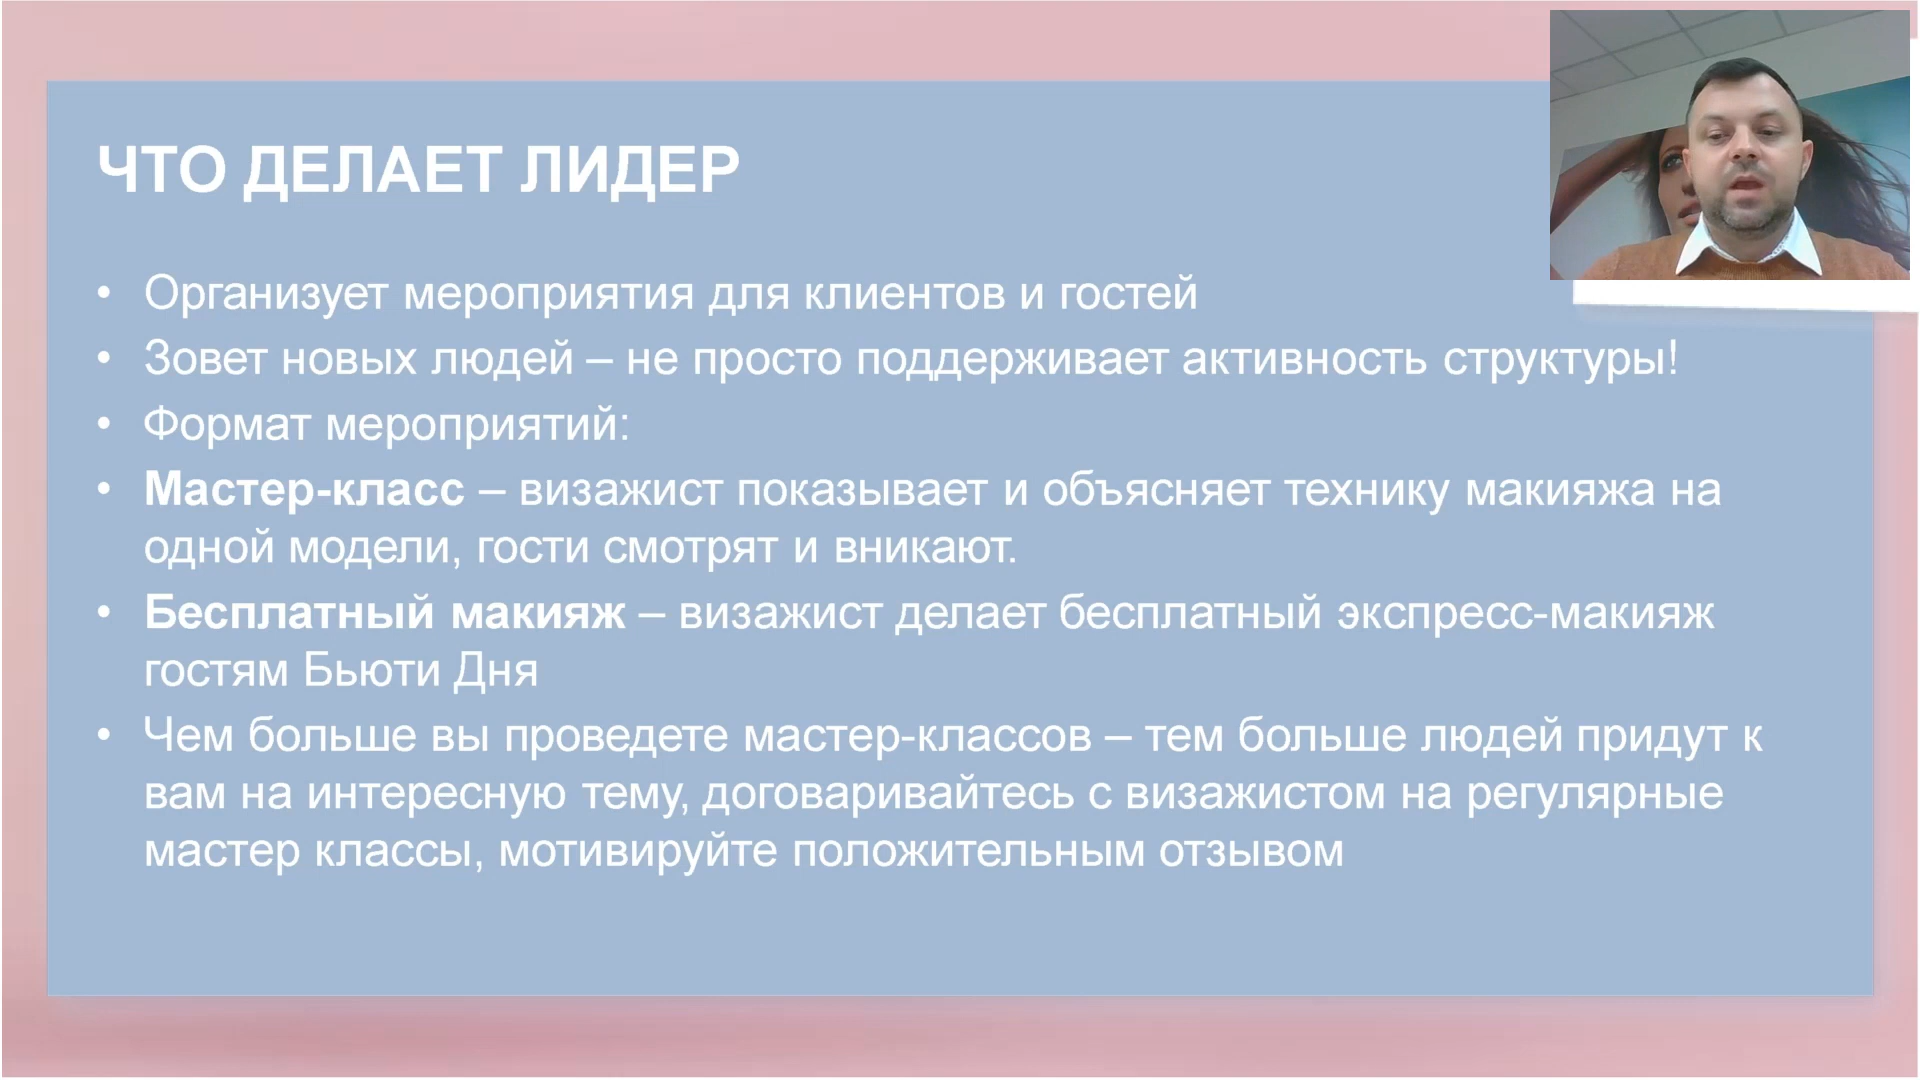 ЧТО ДЕЛАЕТ ЛИДЕР
• Организует мероприятия для клиентов и гостей
• Зовет новых людей – не просто поддерживает активность структуры!
• Формат мероприятий:
• Мастер-класс – визажист показывает и объясняет технику макияжа на
одной модели, гости смотрят и вникают.
• Бесплатный макияж – визажист делает бесплатный экспресс-макияж
гостям Бьюти Дня
• Чем больше вы проведете мастер-классов – тем больше людей придут к
вам на интересную тему, договаривайтесь с визажистом на регулярные
мастер классы, мотивируйте положительным отзывом